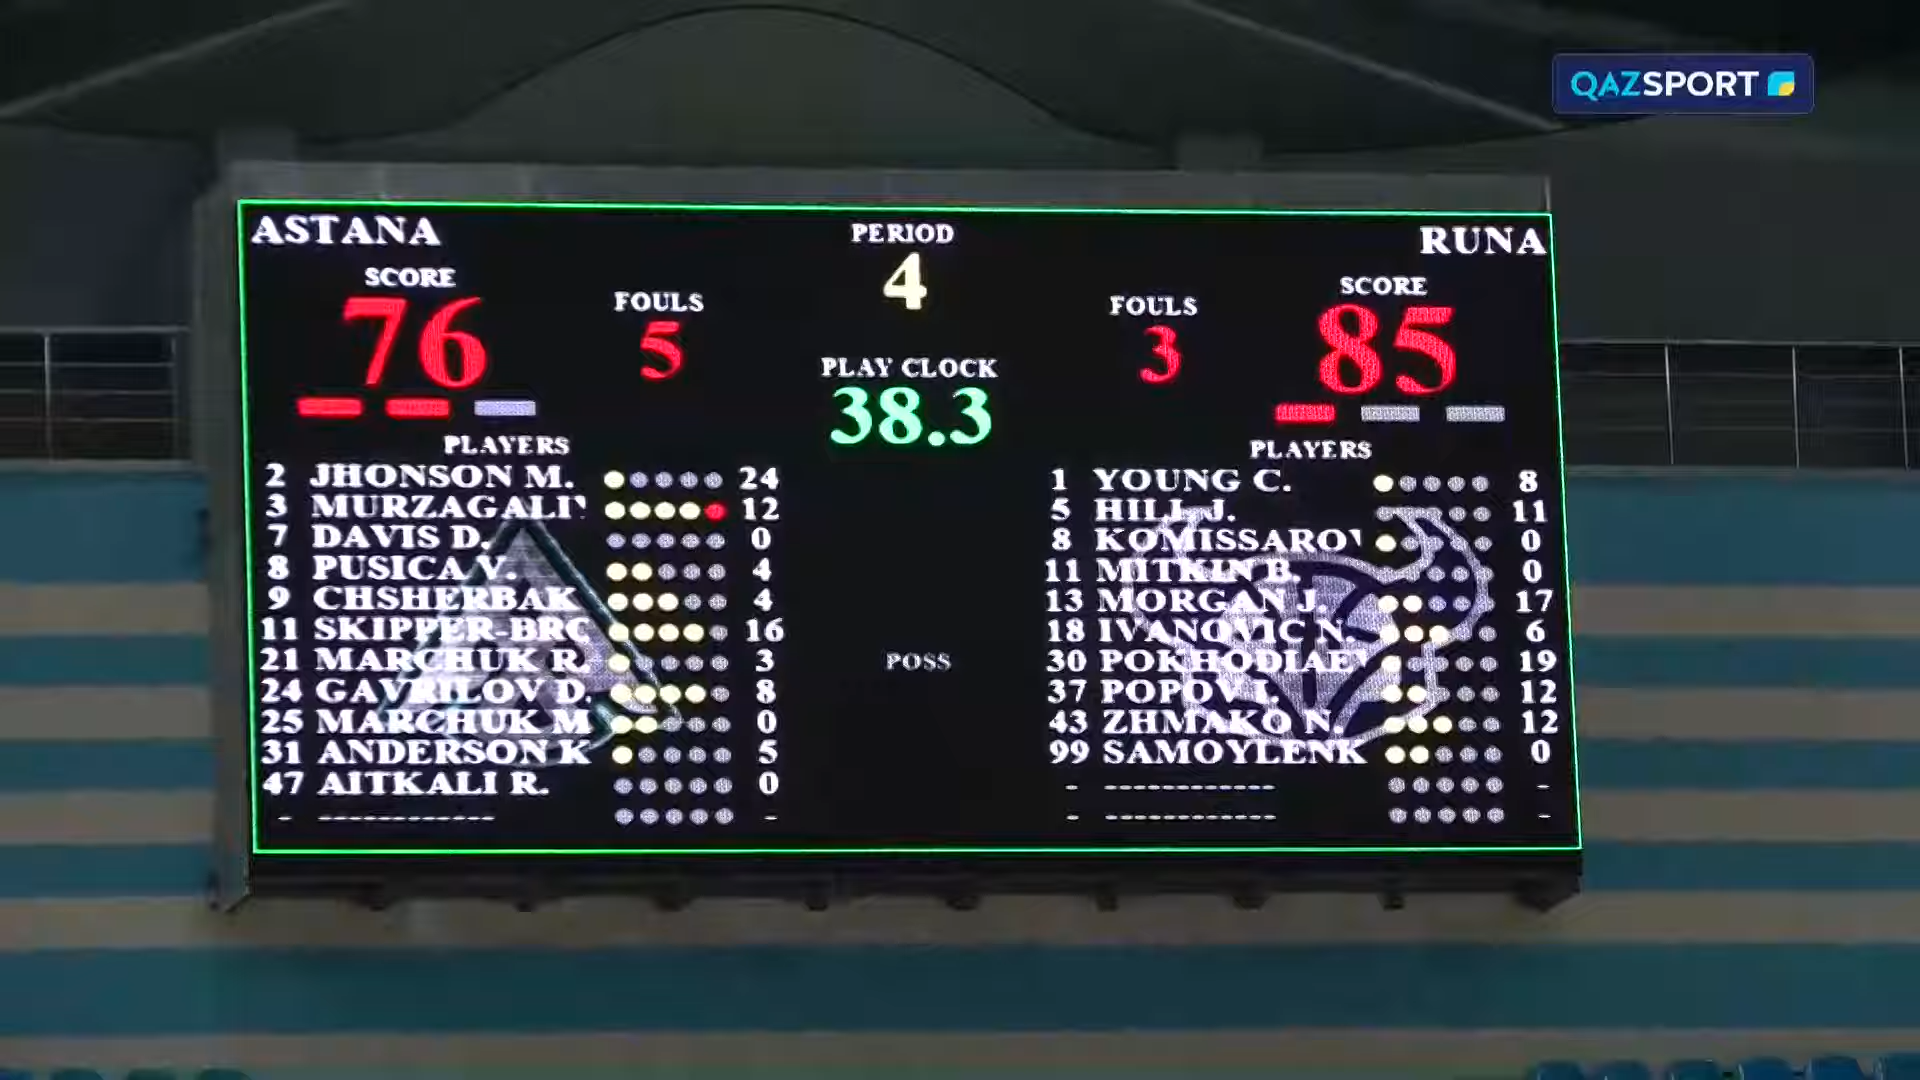 QAZSPORT
ASTANA PERIOD RUNA
SCORE 4 SCORE
76 FOULS 5 FOULS 3 85
PLAY CLOCK
38.3
PLAYERS PLAYERS
2 JHONSON M. 24 1 YOUNG C. 8
3 MURZAGALI 12 5 HILL J. 11
7 DAVIS D. 0 8 KOMISSARO 0
8 PUSICA V. 4 11 MITKIN B. 0
9 CHSHERBAK 4 13 MORGAN J. 17
11 SKIPPER-BRO 16 18 IVANOVIC N. 6
21 MARCHUK R. 3 POSS 30 POKHODIAE 19
24 GAVRILOV D. 8 37 POPOV I. 12
25 MARCHUK M 0 43 ZHMAKO N. 12
31 ANDERSON K 5 99 SAMOYLENK 0
47 AITKALI R. 0 - ------------ -
- ------------ - - ------------ -